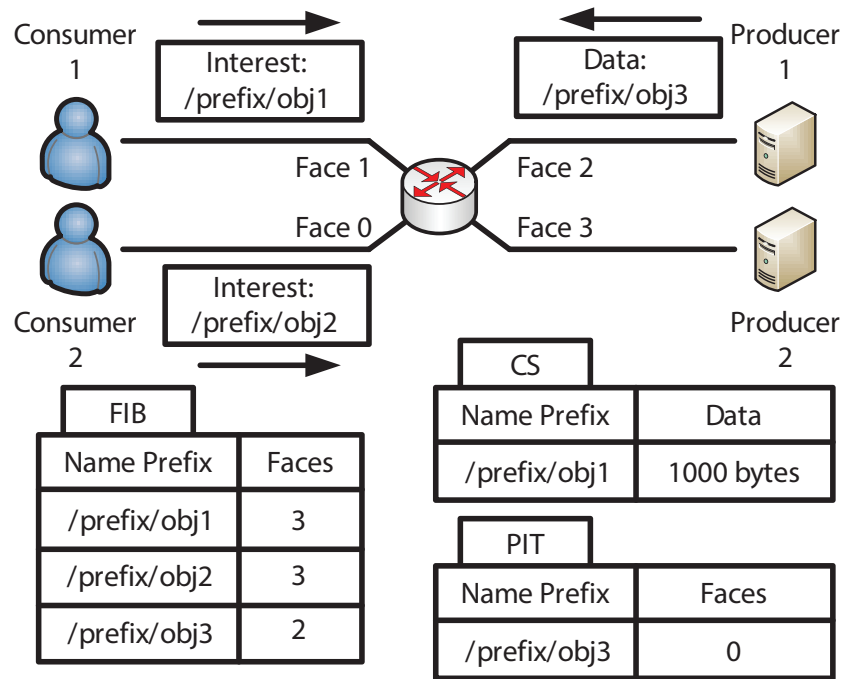 Consumer
1
Interest:
/prefix/obj1
Data:
/prefix/obj3
Producer
1
Face 1
Face 2
Face 0
Face 3
Consumer
2
Interest:
/prefix/obj2
Producer
2
FIB
Name Prefix Faces
/prefix/obj1 3
/prefix/obj2 3
/prefix/obj3 2
CS
Name Prefix Data
/prefix/obj1 1000 bytes
PIT
Name Prefix Faces
/prefix/obj3 0